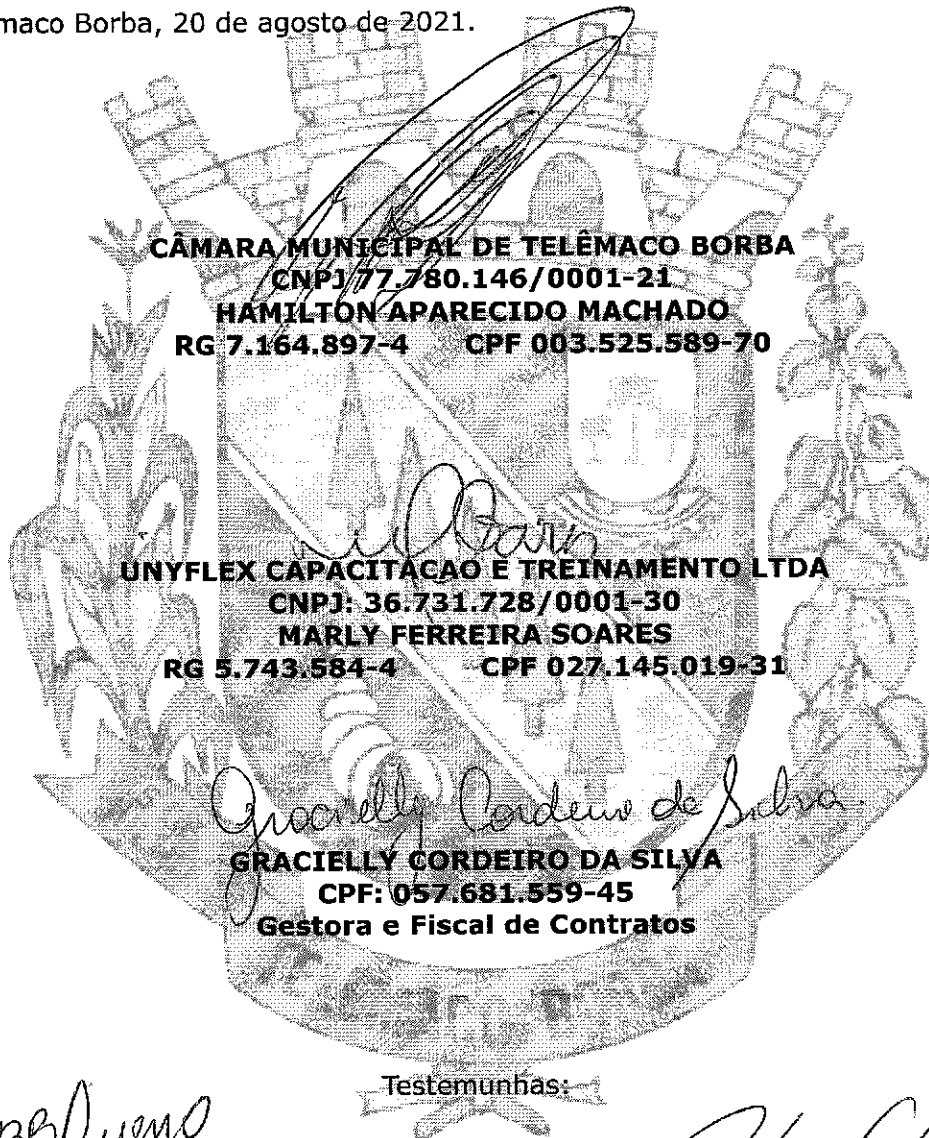 maco Borba, 20 de agosto de 2021.
CÂMARA MUNICIPAL DE TELÊMACO BORBA
CNPJ 77.780.146/0001-21
HAMILTON APARECIDO MACHADO
RG 7.164.897-4 CPF 003.525.589-70
UNYFLEX CAPACITAÇAO E TREINAMENTO LTDA
CNPJ: 36.731.728/0001-30
MARLY FERREIRA SOARES
RG 5.743.584-4 CPF 027.145.019-31
Gracielly Cordeiro da Silva
GRACIELLY CORDEIRO DA SILVA
CPF: 057.681.559-45
Gestora e Fiscal de Contratos
Testemunhas: